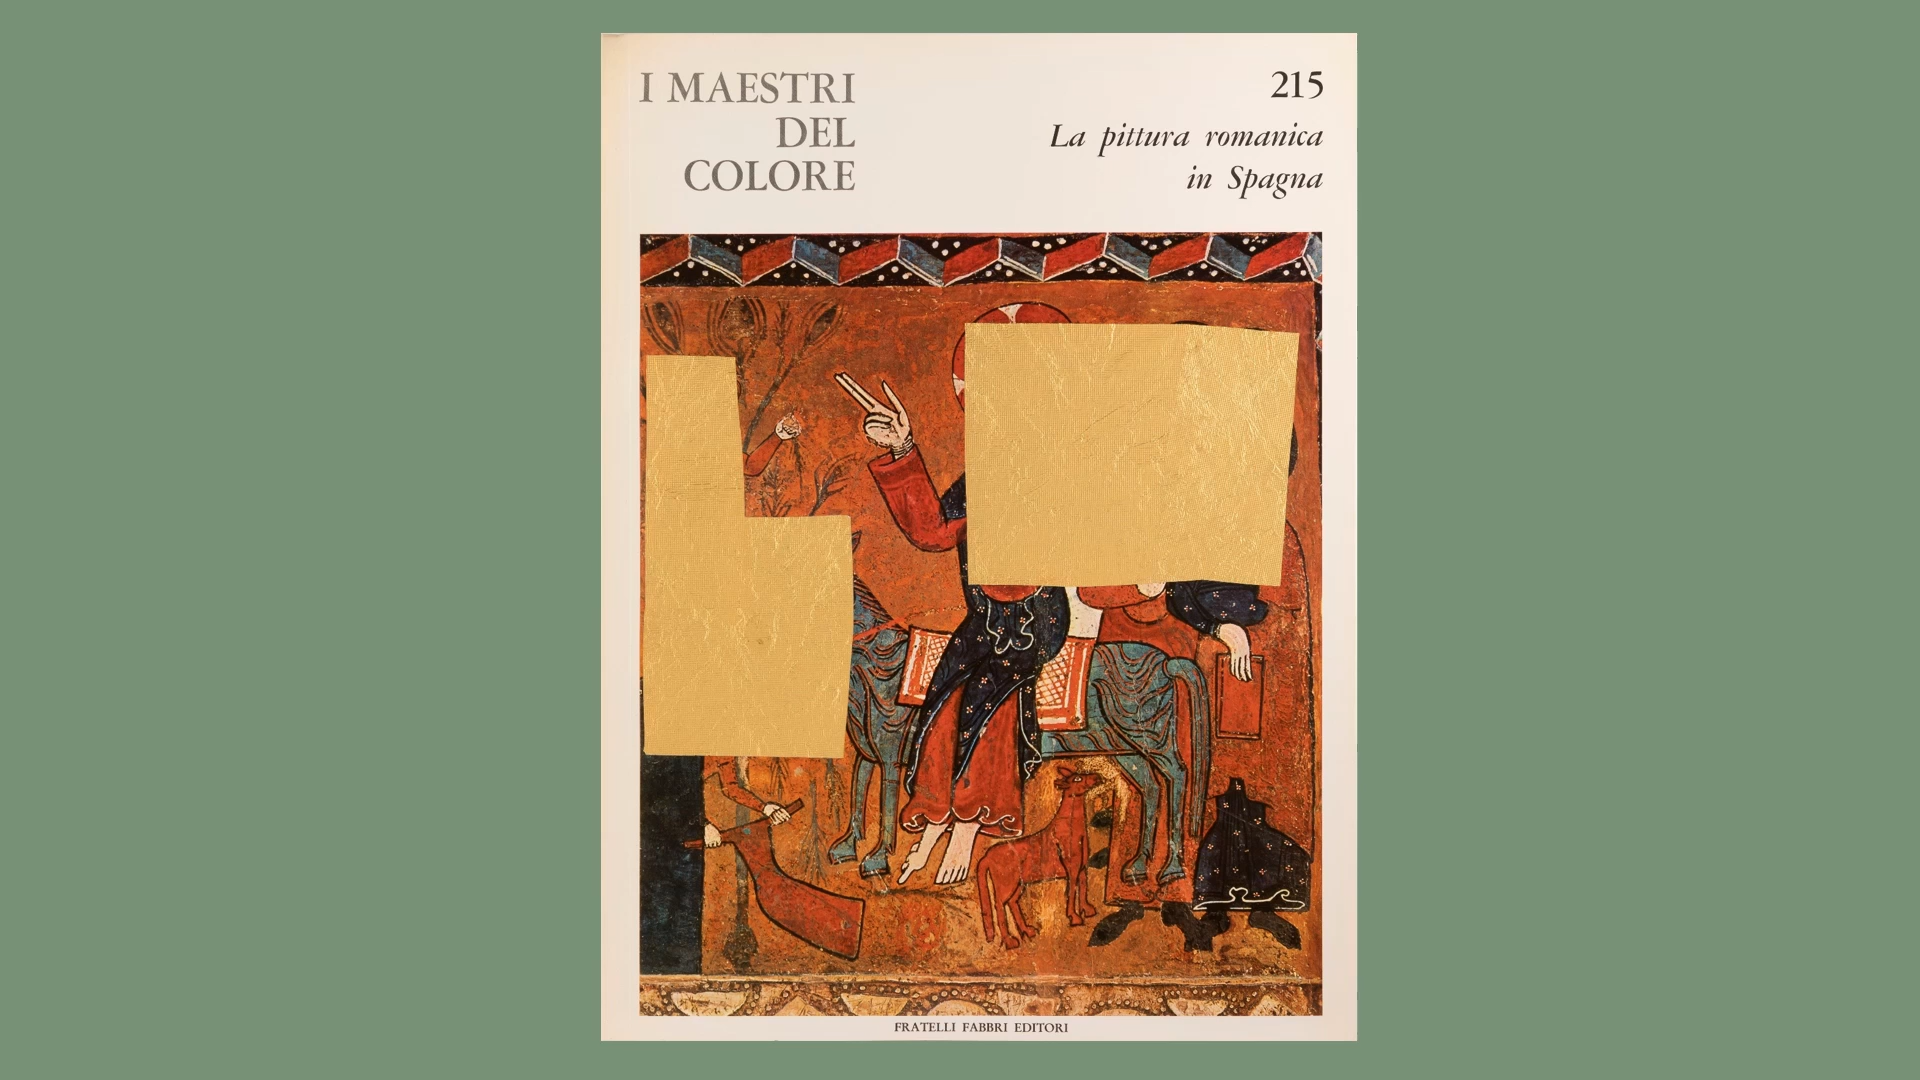 I MAESTRI
DEL
COLORE
215
La pittura romanica
in Spagna
FRATELLI FABBRI EDITORI